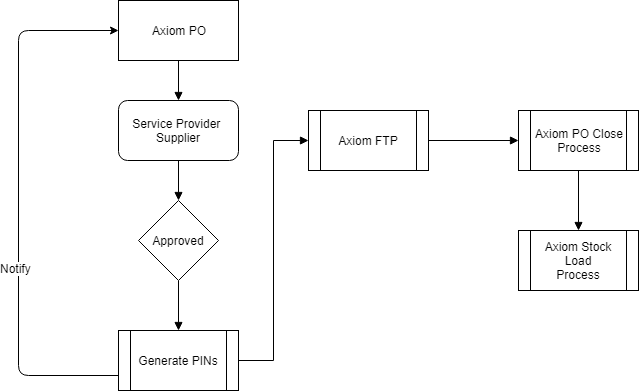 Axiom PO
Service Provider
Supplier
Approved
Notify
Generate PINs
Axiom FTP
Axiom PO Close
Process
Axiom Stock
Load
Process